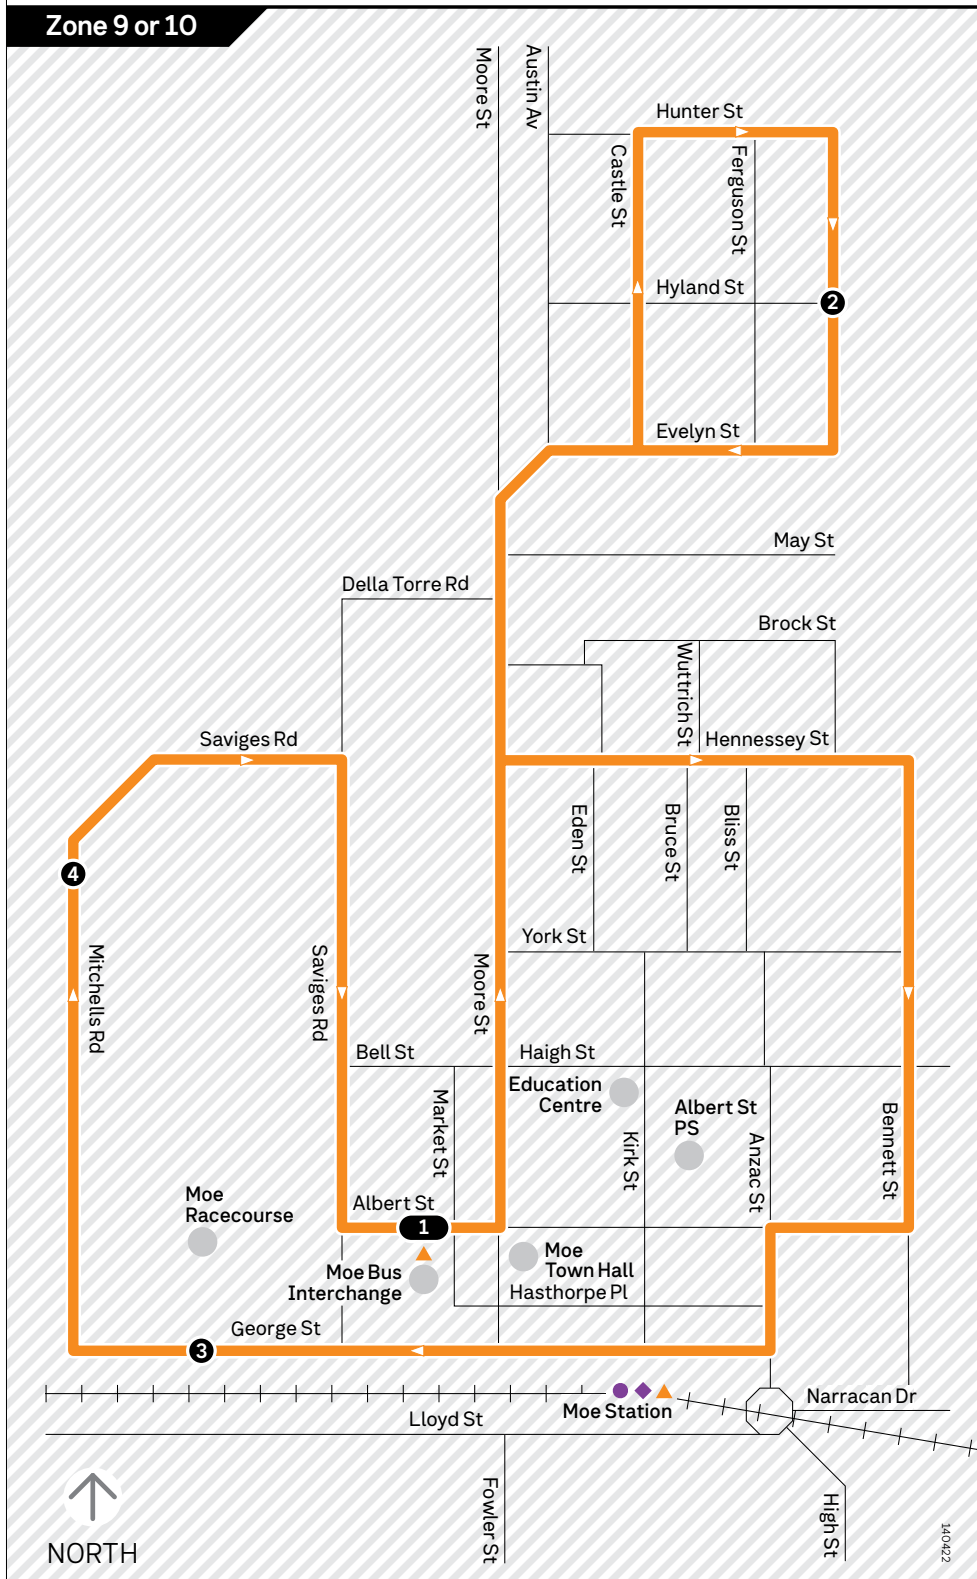 Zone 9 or 10
Moore St
Austin Av
Hunter St
Castle St
Ferguson St
Hyland St
2
Evelyn St
May St
Della Torre Rd
Brock St
Wuttrich St
Saviges Rd
Hennessey St
Eden St
Bruce St
Bliss St
4
York St
Mitchells Rd
Saviges Rd
Moore St
Bell St
Haigh St
Education
Centre
Market St
Kirk St
Albert St
PS
Anzac St
Bennett St
Moe
Racecourse
Albert St
1
Moe Bus
Interchange
Moe
Town Hall
Hasthorpe Pl
George St
3
Moe Station
Narracan Dr
Lloyd St
Fowler St
High St
NORTH
140422